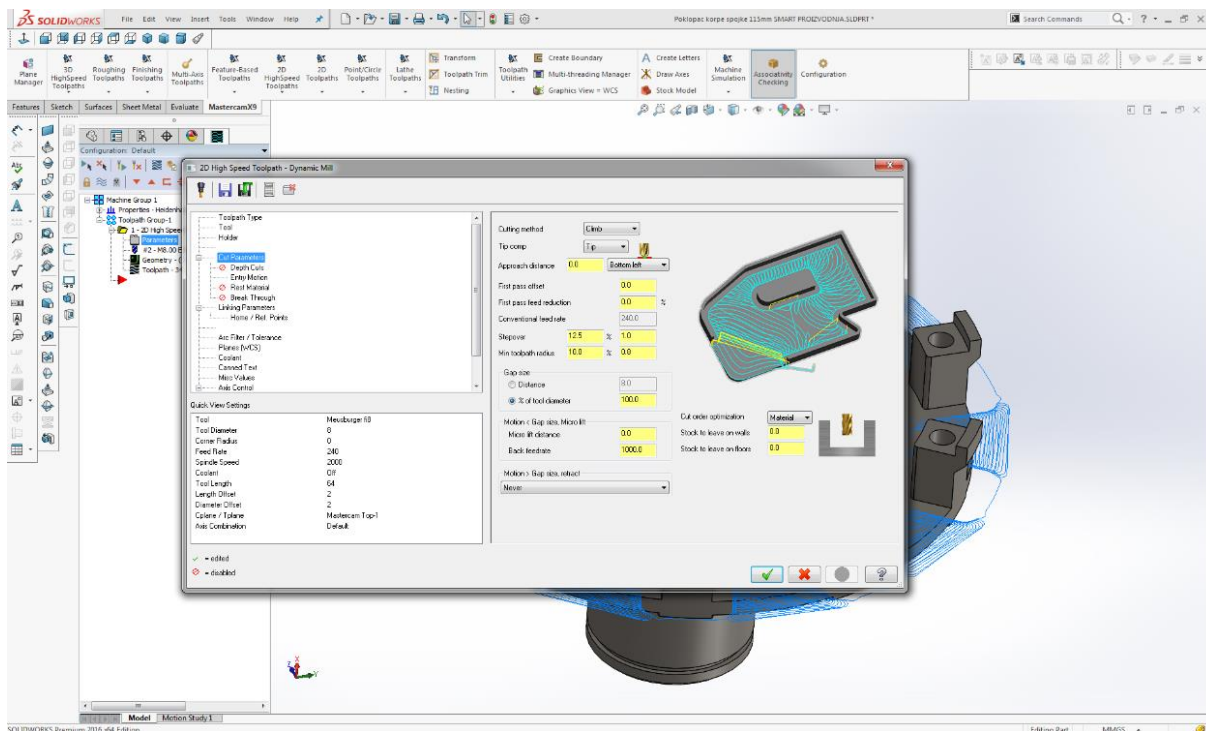 SOLIDWORKS File Edit View Insert Tools Window Help
Poklopac korpe spojke 115mm SMART PROIZVODNJA.SLDPRT *
Search Commands
Plane Manager
3D HighSpeed Toolpaths
Roughing Toolpaths
Finishing Toolpaths
Multi-Axis Toolpaths
Feature-Based Toolpaths
2D HighSpeed Toolpaths
2D Toolpaths
Point/Circle Toolpaths
Lathe Toolpaths
Transform
Toolpath Trim
Nesting
Toolpath Utilities
Create Boundary
Multi-threading Manager
Graphics View = WCS
Create Letters
Draw Axes
Stock Model
Machine Simulation
Associativity Checking
Configuration
Features Sketch Surfaces Sheet Metal Evaluate MastercamX9
Configuration: Default
Machine Group 1
Properties - Heidenh
Toolpath Group-1
1 - 2D High Spee
Parameters
#2 - M8.00 E
Geometry - (
Toolpath - 3
2D High Speed Toolpath - Dynamic Mill
Toolpath Type
Tool
Holder
Cut Parameters
Depth Cuts
Entry Motion
Rest Material
Break Through
Linking Parameters
Home / Ref. Points
Arc Filter / Tolerance
Planes (WCS)
Coolant
Canned Text
Misc Values
Axis Control
Quick View Settings
Tool Meusburger fill
Tool Diameter 8
Corner Radius 0
Feed Rate 240
Spindle Speed 2000
Coolant Off
Tool Length 64
Length Offset 2
Diameter Offset 2
Cplane / Tplane Mastercam Top-1
Axis Combination Default
= edited
= disabled
Cutting method Climb
Tip comp Tip
Approach distance 0.0 Bottom left
First pass offset 0.0
First pass feed reduction 0.0 %
Conventional feed rate 240.0
Stepover 12.5 % 1.0
Min toolpath radius 10.0 % 0.0
Gap size
Distance 8.0
% of tool diameter 100.0
Motion < Gap size, Micro lift
Micro lift distance 0.0
Back feedrate 1000.0
Motion > Gap size, retract
Never
Cut order optimization Material
Stock to leave on walls 0.0
Stock to leave on floors 0.0
Z X Y
Model Motion Study 1
SOLIDWORKS Premium 2016 x64 Edition
Editing Part MMGS